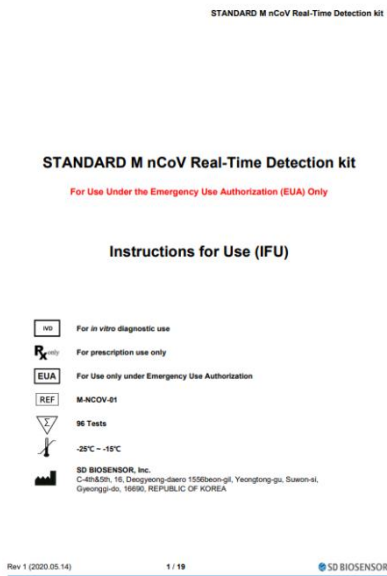 STANDARD M nCoV Real-Time Detection kit
STANDARD M nCoV Real-Time Detection kit
For Use Under the Emergency Use Authorization (EUA) Only
Instructions for Use (IFU)
IVD For in vitro diagnostic use
Rx only For prescription use only
EUA For Use only under Emergency Use Authorization
REF M-NCOV-01
Σ 96 Tests
-25℃ ~ -15℃
SD BIOSENSOR, Inc.
C-4th&5th, 16, Deogyeong-daero 1556beon-gil, Yeongtong-gu, Suwon-si,
Gyeonggi-do, 16690, REPUBLIC OF KOREA
Rev 1 (2020.05.14) 1 / 19 SD BIOSENSOR